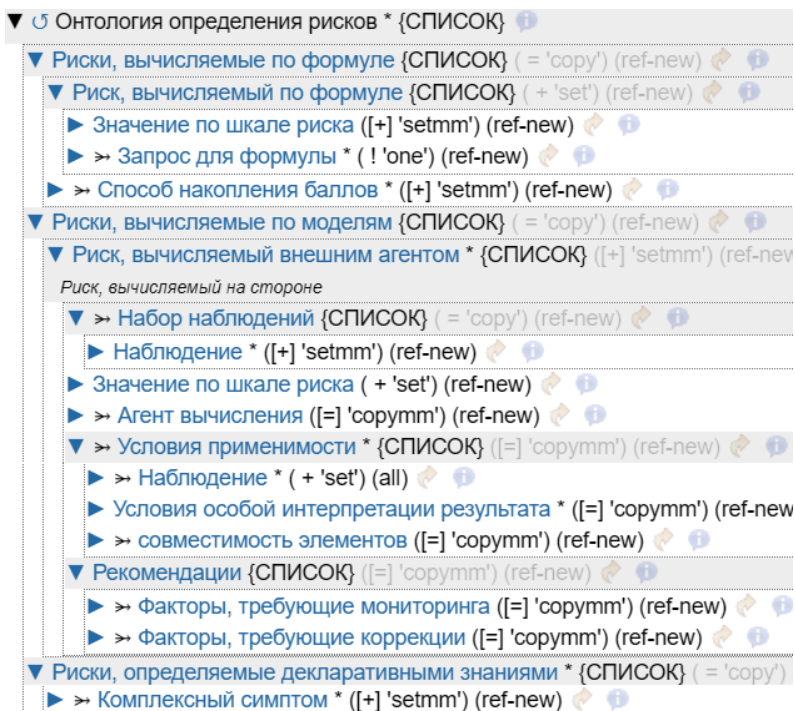 ▼ ↺ Онтология определения рисков * {СПИСОК}
▼ Риски, вычисляемые по формуле {СПИСОК} ( = 'copy') (ref-new)
▼ Риск, вычисляемый по формуле {СПИСОК} ( + 'set') (ref-new)
▶ Значение по шкале риска ([+] 'setmm') (ref-new)
▶ ⤖ Запрос для формулы * ( ! 'one') (ref-new)
▶ ⤖ Способ накопления баллов * ([+] 'setmm') (ref-new)
▼ Риски, вычисляемые по моделям {СПИСОК} ( = 'copy') (ref-new)
▼ Риск, вычисляемый внешним агентом * {СПИСОК} ([+] 'setmm') (ref-new
Риск, вычисляемый на стороне
▼ ⤖ Набор наблюдений {СПИСОК} ( = 'copy') (ref-new)
▶ Наблюдение * ([+] 'setmm') (ref-new)
▶ Значение по шкале риска ( + 'set') (ref-new)
▶ ⤖ Агент вычисления ([=] 'copymm') (ref-new)
▼ ⤖ Условия применимости * {СПИСОК} ([=] 'copymm') (ref-new)
▶ ⤖ Наблюдение * ( + 'set') (all)
▶ Условия особой интерпретации результата * ([=] 'copymm') (ref-new
▶ ⤖ совместимость элементов ([=] 'copymm') (ref-new)
▼ Рекомендации {СПИСОК} ([=] 'copymm') (ref-new)
▶ ⤖ Факторы, требующие мониторинга ([=] 'copymm') (ref-new)
▶ ⤖ Факторы, требующие коррекции ([=] 'copymm') (ref-new)
▼ Риски, определяемые декларативными знаниями * {СПИСОК} ( = 'copy')
▶ ⤖ Комплексный симптом * ([+] 'setmm') (ref-new)